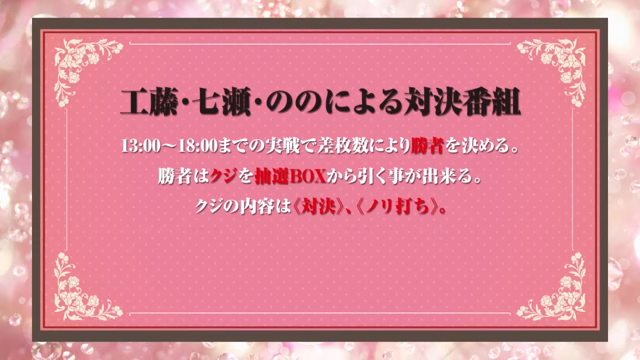 工藤・七瀬・ののによる対決番組
13:00～18:00までの実戦で差枚数により勝者を決める。
勝者はクジを抽選BOXから引く事が出来る。
クジの内容は《対決》、《ノリ打ち》。